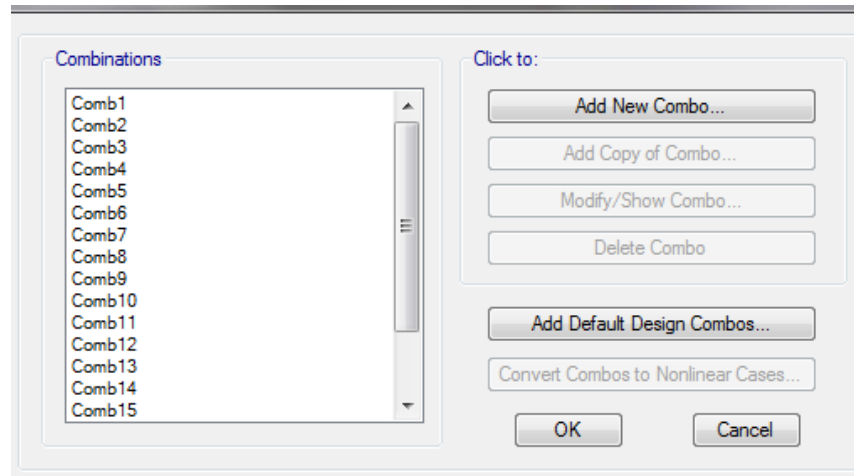 Combinations
Comb1
Comb2
Comb3
Comb4
Comb5
Comb6
Comb7
Comb8
Comb9
Comb10
Comb11
Comb12
Comb13
Comb14
Comb15
Click to:
Add New Combo...
Add Copy of Combo...
Modify/Show Combo...
Delete Combo
Add Default Design Combos...
Convert Combos to Nonlinear Cases...
OK
Cancel